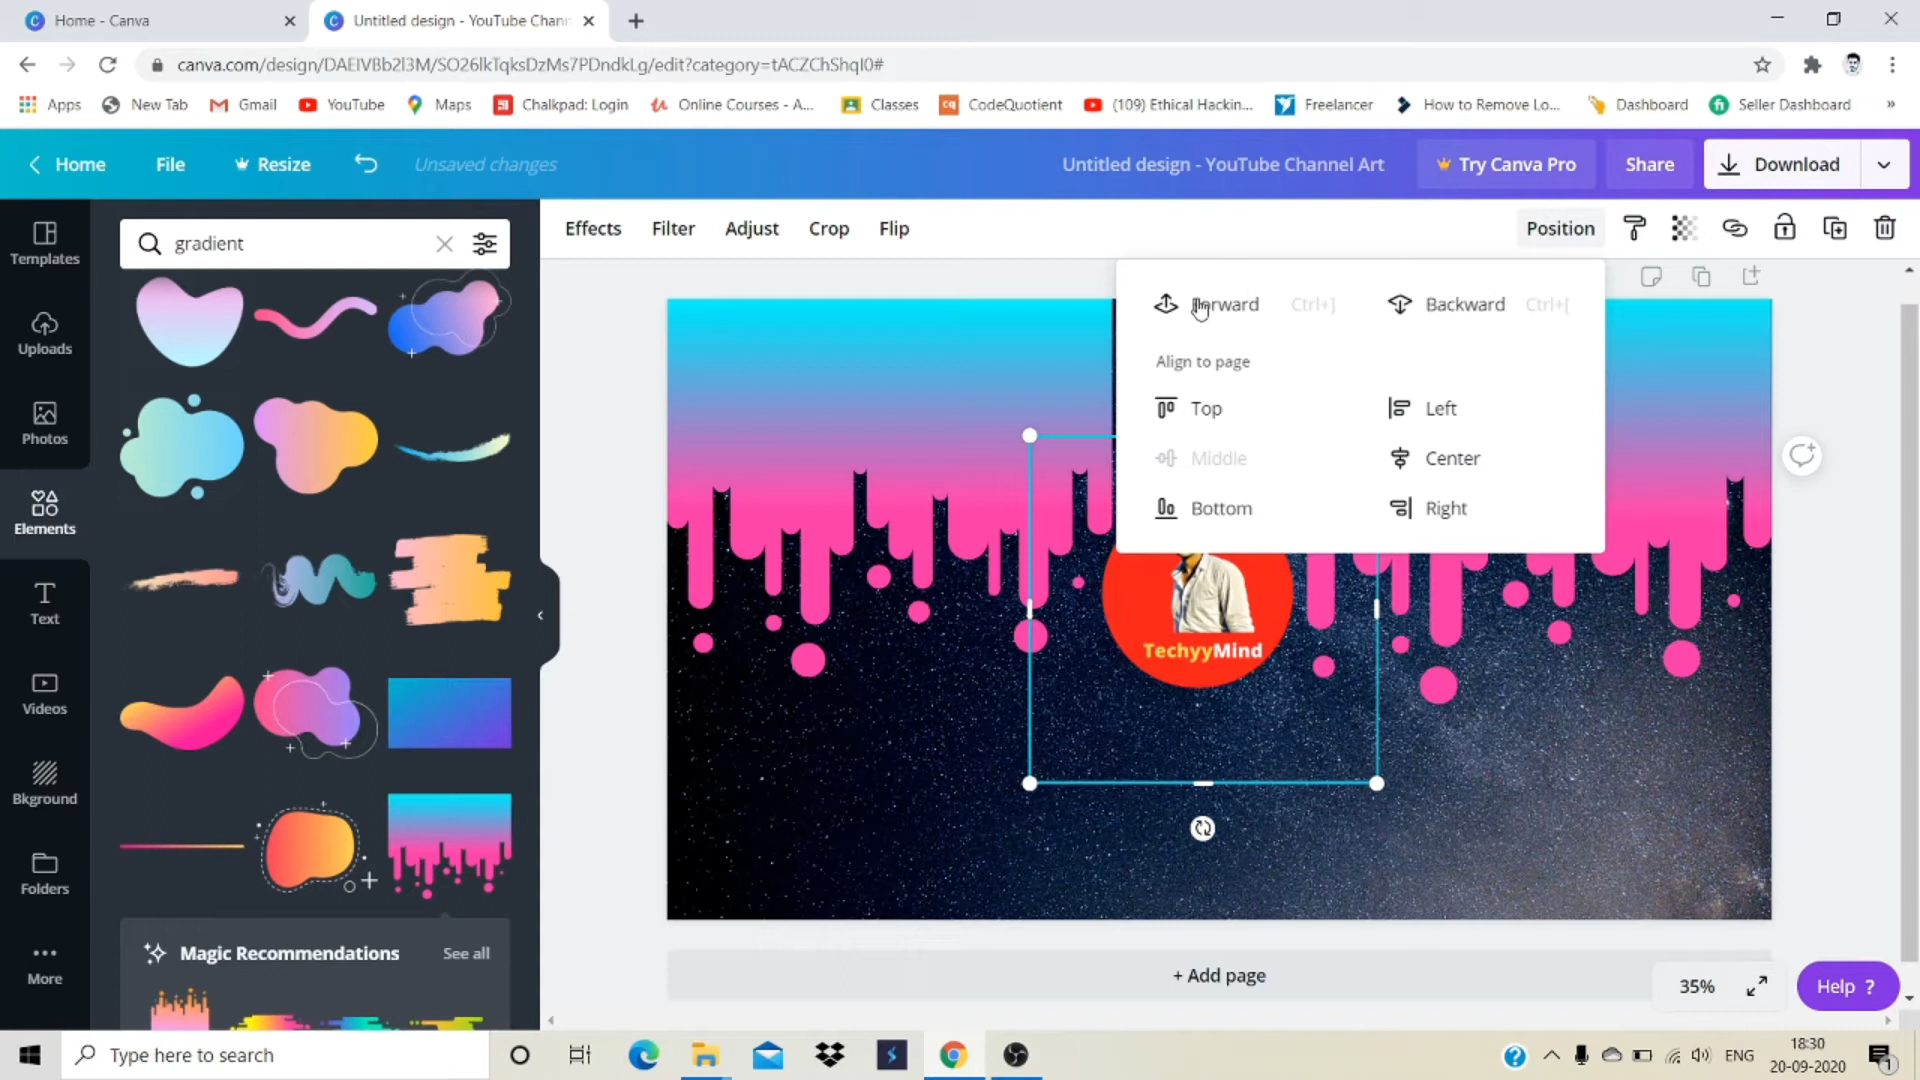 Home - Canva
Untitled design - YouTube Chann
canva.com/design/DAEIVBb2l3M/SO26lkTqksDzMs7PDndkLg/edit?category=tACZChShqI0#
Apps
New Tab
Gmail
YouTube
Maps
Chalkpad: Login
Online Courses - A...
Classes
CodeQuotient
(109) Ethical Hackin...
Freelancer
How to Remove Lo...
Dashboard
Seller Dashboard
»
Home
File
Resize
Unsaved changes
Untitled design - YouTube Channel Art
Try Canva Pro
Share
Download
Templates
Uploads
Photos
Elements
Text
Videos
Bkground
Folders
More
gradient
Effects
Filter
Adjust
Crop
Flip
Position
Forward Ctrl+]
Backward Ctrl+[
Align to page
Top
Left
Middle
Center
Bottom
Right
TechyyMind
Magic Recommendations
See all
+ Add page
35%
Help ?
Type here to search
ENG
18:30
20-09-2020
1